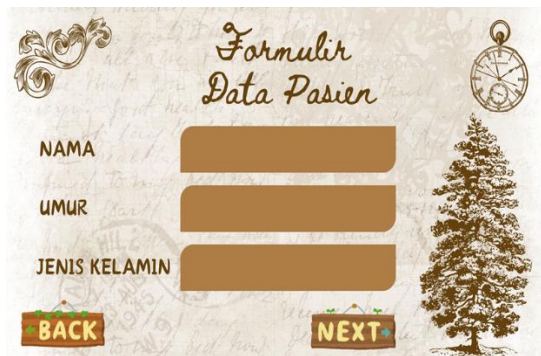 Formulir
Data Pasien
NAMA
UMUR
JENIS KELAMIN
BACK
NEXT